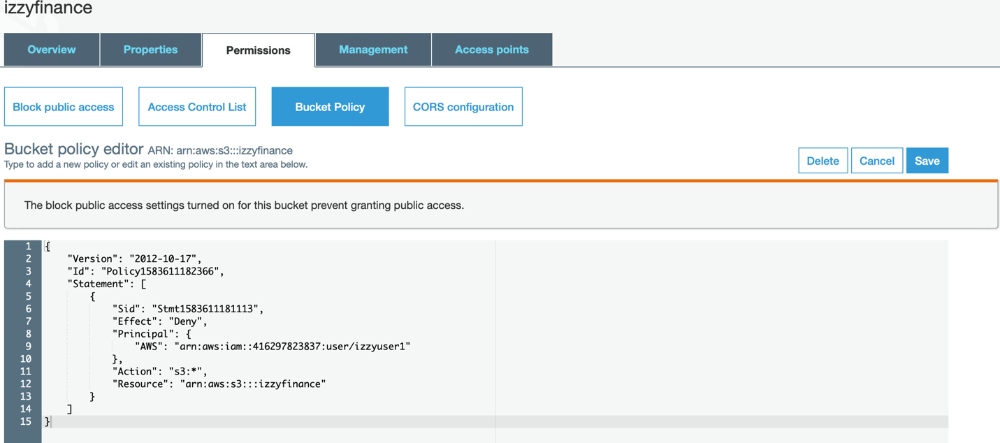 izzyfinance
Overview Properties Permissions Management Access points
Block public access Access Control List Bucket Policy CORS configuration
Bucket policy editor ARN: arn:aws:s3:::izzyfinance
Type to add a new policy or edit an existing policy in the text area below.
Delete Cancel Save
The block public access settings turned on for this bucket prevent granting public access.
1 {
2     "Version": "2012-10-17",
3     "Id": "Policy1583611182366",
4     "Statement": [
5         {
6             "Sid": "Stmt1583611181113",
7             "Effect": "Deny",
8             "Principal": {
9                 "AWS": "arn:aws:iam::416297823837:user/izzyuser1"
10             },
11             "Action": "s3:*",
12             "Resource": "arn:aws:s3:::izzyfinance"
13         }
14     ]
15 }